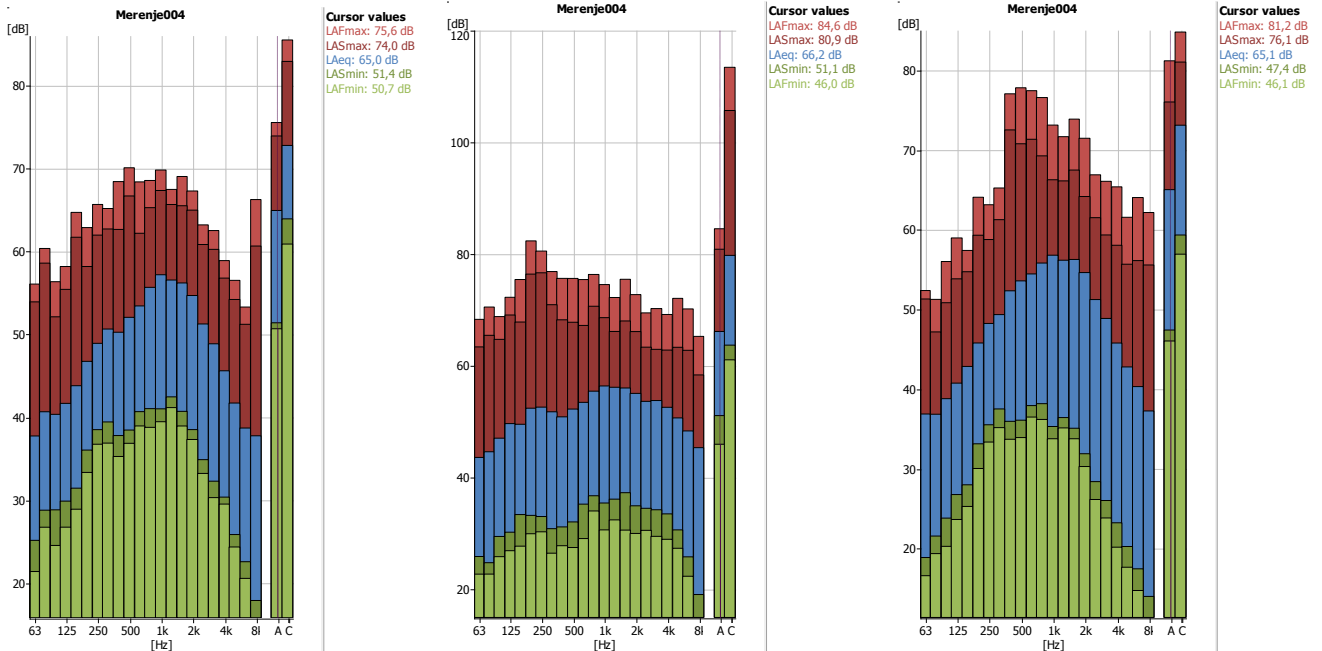 Merenje004
[dB]
80
70
60
50
40
30
20
63 125 250 500 1k 2k 4k 8l A C
[Hz]
Cursor values
LAFmax: 75,6 dB
LASmax: 74,0 dB
LAeq: 65,0 dB
LASmin: 51,4 dB
LAFmin: 50,7 dB
Merenje004
[dB]
120
100
80
60
40
20
63 125 250 500 1k 2k 4k 8l A C
[Hz]
Cursor values
LAFmax: 84,6 dB
LASmax: 80,9 dB
LAeq: 66,2 dB
LASmin: 51,1 dB
LAFmin: 46,0 dB
Merenje004
[dB]
80
70
60
50
40
30
20
63 125 250 500 1k 2k 4k 8l A C
[Hz]
Cursor values
LAFmax: 81,2 dB
LASmax: 76,1 dB
LAeq: 65,1 dB
LASmin: 47,4 dB
LAFmin: 46,1 dB